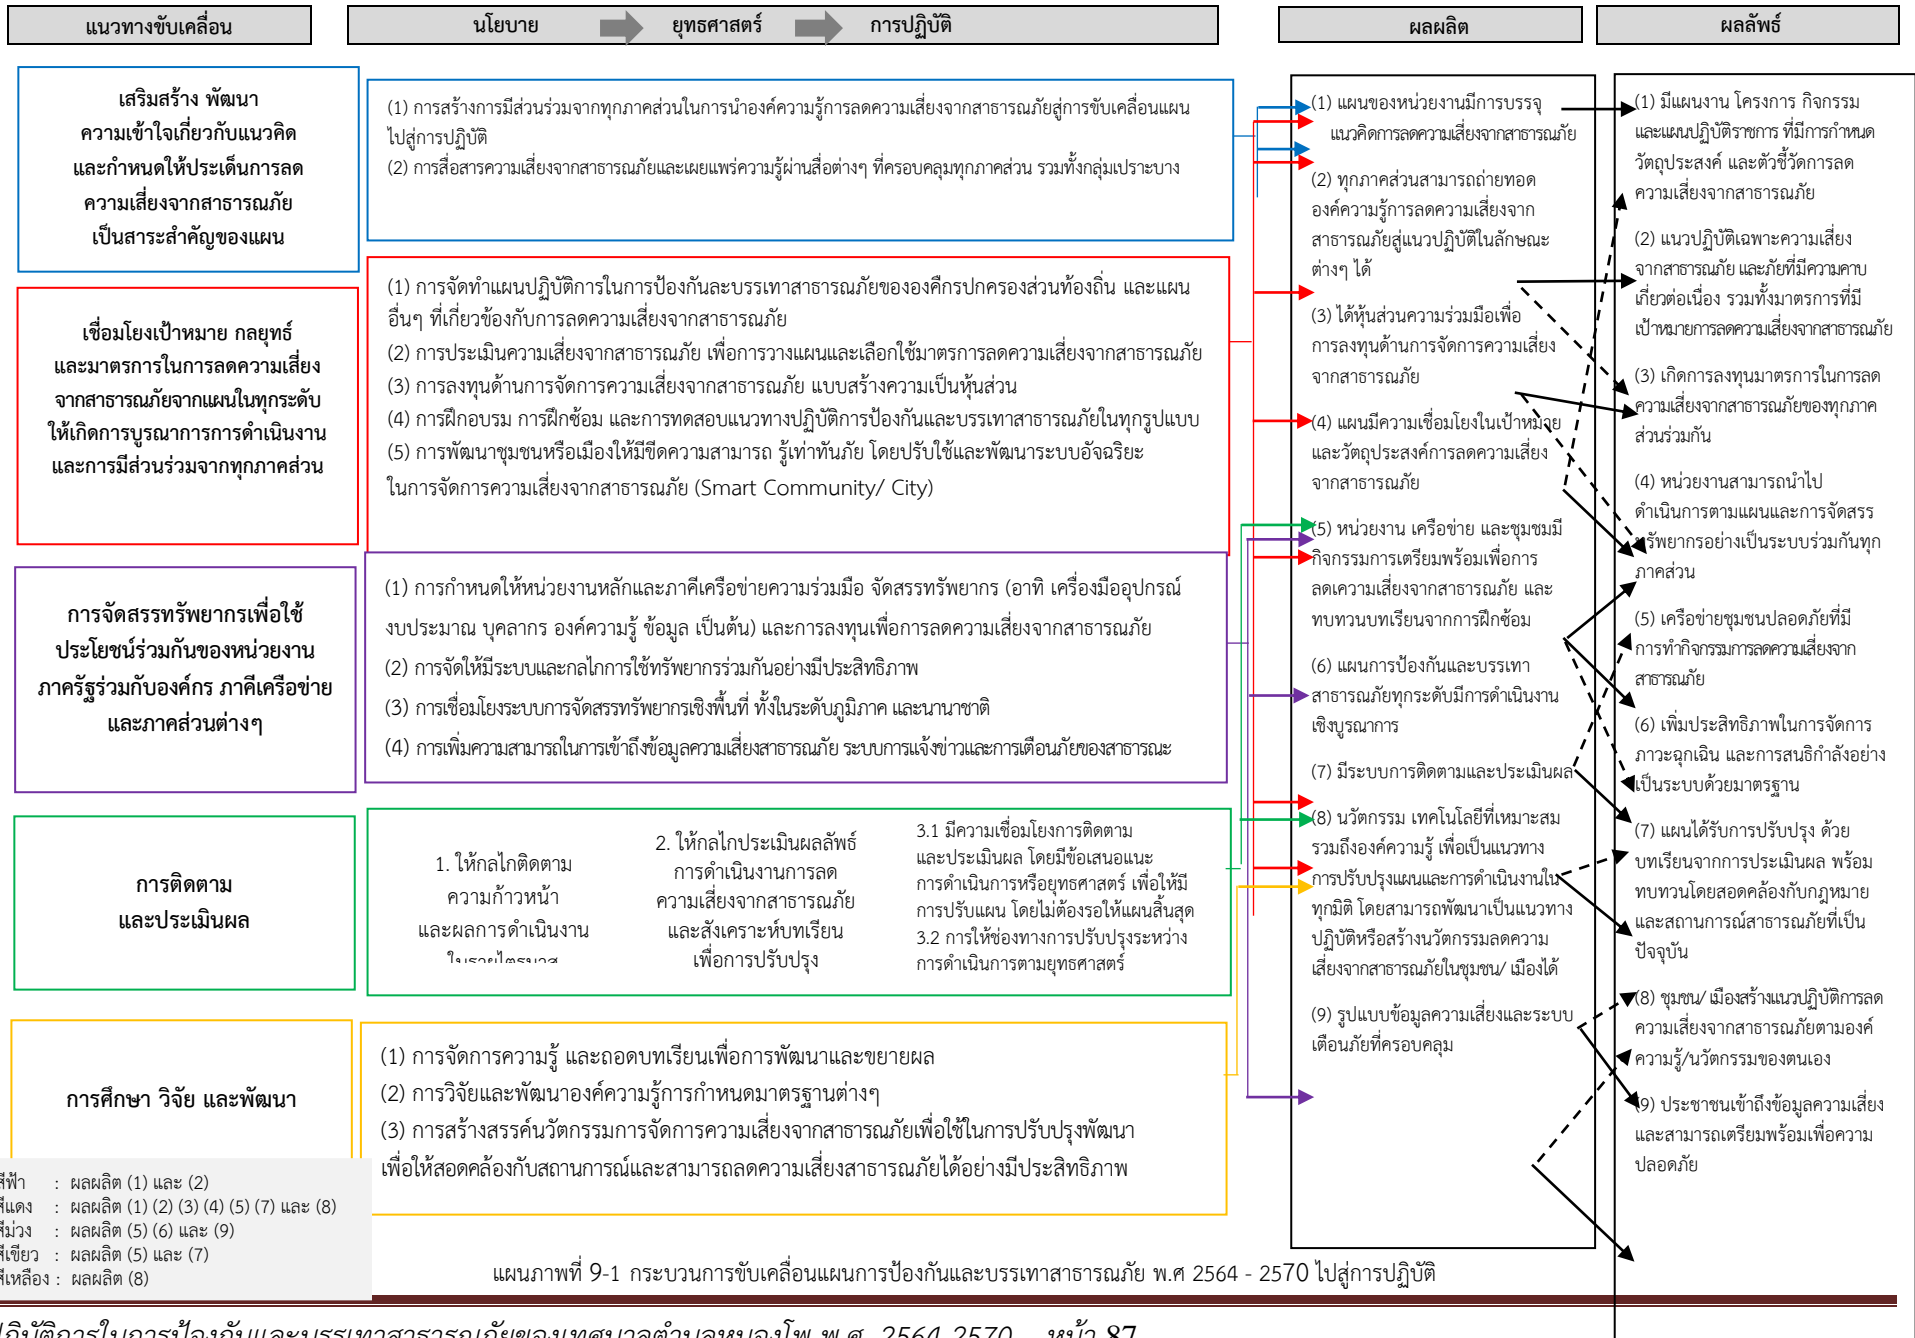 แนวทางขับเคลื่อน
นโยบาย ยุทธศาสตร์ การปฏิบัติ
ผลผลิต
ผลลัพธ์
เสริมสร้าง พัฒนา
ความเข้าใจเกี่ยวกับแนวคิด
และกำหนดให้ประเด็นการลด
ความเสี่ยงจากสาธารณภัย
เป็นสาระสำคัญของแผน
(1) การสร้างการมีส่วนร่วมจากทุกภาคส่วนในการนำองค์ความรู้การลดความเสี่ยงจากสาธารณภัยสู่การขับเคลื่อนแผน
ไปสู่การปฏิบัติ
(2) การสื่อสารความเสี่ยงจากสาธารณภัยและเผยแพร่ความรู้ผ่านสื่อต่างๆ ที่ครอบคลุมทุกภาคส่วน รวมทั้งกลุ่มเปราะบาง
เชื่อมโยงเป้าหมาย กลยุทธ์
และมาตรการในการลดความเสี่ยง
จากสาธารณภัยจากแผนในทุกระดับ
ให้เกิดการบูรณาการการดำเนินงาน
และการมีส่วนร่วมจากทุกภาคส่วน
(1) การจัดทำแผนปฏิบัติการในการป้องกันละบรรเทาสาธารณภัยขององค์กรปกครองส่วนท้องถิ่น และแผน
อื่นๆ ที่เกี่ยวข้องกับการลดความเสี่ยงจากสาธารณภัย
(2) การประเมินความเสี่ยงจากสาธารณภัย เพื่อการวางแผนและเลือกใช้มาตรการลดความเสี่ยงจากสาธารณภัย
(3) การลงทุนด้านการจัดการความเสี่ยงจากสาธารณภัย แบบสร้างความเป็นหุ้นส่วน
(4) การฝึกอบรม การฝึกซ้อม และการทดสอบแนวทางปฏิบัติการป้องกันและบรรเทาสาธารณภัยในทุกรูปแบบ
(5) การพัฒนาชุมชนหรือเมืองให้มีขีดความสามารถ รู้เท่าทันภัย โดยปรับใช้และพัฒนาระบบอัจฉริยะ
ในการจัดการความเสี่ยงจากสาธารณภัย (Smart Community/ City)
การจัดสรรทรัพยากรเพื่อใช้
ประโยชน์ร่วมกันของหน่วยงาน
ภาครัฐร่วมกับองค์กร ภาคีเครือข่าย
และภาคส่วนต่างๆ
(1) การกำหนดให้หน่วยงานหลักและภาคีเครือข่ายความร่วมมือ จัดสรรทรัพยากร (อาทิ เครื่องมืออุปกรณ์
งบประมาณ บุคลากร องค์ความรู้ ข้อมูล เป็นต้น) และการลงทุนเพื่อการลดความเสี่ยงจากสาธารณภัย
(2) การจัดให้มีระบบและกลไกการใช้ทรัพยากรร่วมกันอย่างมีประสิทธิภาพ
(3) การเชื่อมโยงระบบการจัดสรรทรัพยากรเชิงพื้นที่ ทั้งในระดับภูมิภาค และนานาชาติ
(4) การเพิ่มความสามารถในการเข้าถึงข้อมูลความเสี่ยงสาธารณภัย ระบบการแจ้งข่าวและการเตือนภัยของสาธารณะ
การติดตาม
และประเมินผล
1. ให้กลไกติดตาม
ความก้าวหน้า
และผลการดำเนินงาน
ในรายไตรมาส
2. ให้กลไกประเมินผลลัพธ์
การดำเนินงานการลด
ความเสี่ยงจากสาธารณภัย
และสังเคราะห์บทเรียน
เพื่อการปรับปรุง
3.1 มีความเชื่อมโยงการติดตาม
และประเมินผล โดยมีข้อเสนอแนะ
การดำเนินการหรือยุทธศาสตร์ เพื่อให้มี
การปรับแผน โดยไม่ต้องรอให้แผนสิ้นสุด
3.2 การให้ช่องทางการปรับปรุงระหว่าง
การดำเนินการตามยุทธศาสตร์
การศึกษา วิจัย และพัฒนา
(1) การจัดการความรู้ และถอดบทเรียนเพื่อการพัฒนาและขยายผล
(2) การวิจัยและพัฒนาองค์ความรู้การกำหนดมาตรฐานต่างๆ
(3) การสร้างสรรค์นวัตกรรมการจัดการความเสี่ยงจากสาธารณภัยเพื่อใช้ในการปรับปรุงพัฒนา
เพื่อให้สอดคล้องกับสถานการณ์และสามารถลดความเสี่ยงสาธารณภัยได้อย่างมีประสิทธิภาพ
(1) แผนของหน่วยงานมีการบรรจุ
แนวคิดการลดความเสี่ยงจากสาธารณภัย
(2) ทุกภาคส่วนสามารถถ่ายทอด
องค์ความรู้การลดความเสี่ยงจาก
สาธารณภัยสู่แนวปฏิบัติในลักษณะ
ต่างๆ ได้
(3) ได้หุ้นส่วนความร่วมมือเพื่อ
การลงทุนด้านการจัดการความเสี่ยง
จากสาธารณภัย
(4) แผนมีความเชื่อมโยงในเป้าหมาย
และวัตถุประสงค์การลดความเสี่ยง
จากสาธารณภัย
(5) หน่วยงาน เครือข่าย และชุมชมมี
กิจกรรมการเตรียมพร้อมเพื่อการ
ลดเความเสี่ยงจากสาธารณภัย และ
ทบทวนบทเรียนจากการฝึกซ้อม
(6) แผนการป้องกันและบรรเทา
สาธารณภัยทุกระดับมีการดำเนินงาน
เชิงบูรณาการ
(7) มีระบบการติดตามและประเมินผล
(8) นวัตกรรม เทคโนโลยีที่เหมาะสม
รวมถึงองค์ความรู้ เพื่อเป็นแนวทาง
การปรับปรุงแผนและการดำเนินงานใน
ทุกมิติ โดยสามารถพัฒนาเป็นแนวทาง
ปฏิบัติหรือสร้างนวัตกรรมลดความ
เสี่ยงจากสาธารณภัยในชุมชน/ เมืองได้
(9) รูปแบบข้อมูลความเสี่ยงและระบบ
เตือนภัยที่ครอบคลุม
(1) มีแผนงาน โครงการ กิจกรรม
และแผนปฏิบัติราชการ ที่มีการกำหนด
วัตถุประสงค์ และตัวชี้วัดการลด
ความเสี่ยงจากสาธารณภัย
(2) แนวปฏิบัติเฉพาะความเสี่ยง
จากสาธารณภัย และภัยที่มีความคาบ
เกี่ยวต่อเนื่อง รวมทั้งมาตรการที่มี
เป้าหมายการลดความเสี่ยงจากสาธารณภัย
(3) เกิดการลงทุนมาตรการในการลด
ความเสี่ยงจากสาธารณภัยของทุกภาค
ส่วนร่วมกัน
(4) หน่วยงานสามารถนำไป
ดำเนินการตามแผนและการจัดสรร
ทรัพยากรอย่างเป็นระบบร่วมกันทุก
ภาคส่วน
(5) เครือข่ายชุมชนปลอดภัยที่มี
การทำกิจกรรมการลดความเสี่ยงจาก
สาธารณภัย
(6) เพิ่มประสิทธิภาพในการจัดการ
ภาวะฉุกเฉิน และการสนธิกำลังอย่าง
เป็นระบบด้วยมาตรฐาน
(7) แผนได้รับการปรับปรุง ด้วย
บทเรียนจากการประเมินผล พร้อม
ทบทวนโดยสอดคล้องกับกฎหมาย
และสถานการณ์สาธารณภัยที่เป็น
ปัจจุบัน
(8) ชุมชน/ เมืองสร้างแนวปฏิบัติการลด
ความเสี่ยงจากสาธารณภัยตามองค์
ความรู้/นวัตกรรมของตนเอง
(9) ประชาชนเข้าถึงข้อมูลความเสี่ยง
และสามารถเตรียมพร้อมเพื่อความ
ปลอดภัย
สีฟ้า : ผลผลิต (1) และ (2)
สีแดง : ผลผลิต (1) (2) (3) (4) (5) (7) และ (8)
สีม่วง : ผลผลิต (5) (6) และ (9)
สีเขียว : ผลผลิต (5) และ (7)
สีเหลือง : ผลผลิต (8)
แผนภาพที่ 9-1 กระบวนการขับเคลื่อนแผนการป้องกันและบรรเทาสาธารณภัย พ.ศ 2564 - 2570 ไปสู่การปฏิบัติ
ปฏิบัติการในการป้องกันและบรรเทาสาธารณภัยของเทศบาลตำบลหนองโพ พ.ศ. 2564-2570 หน้า 87